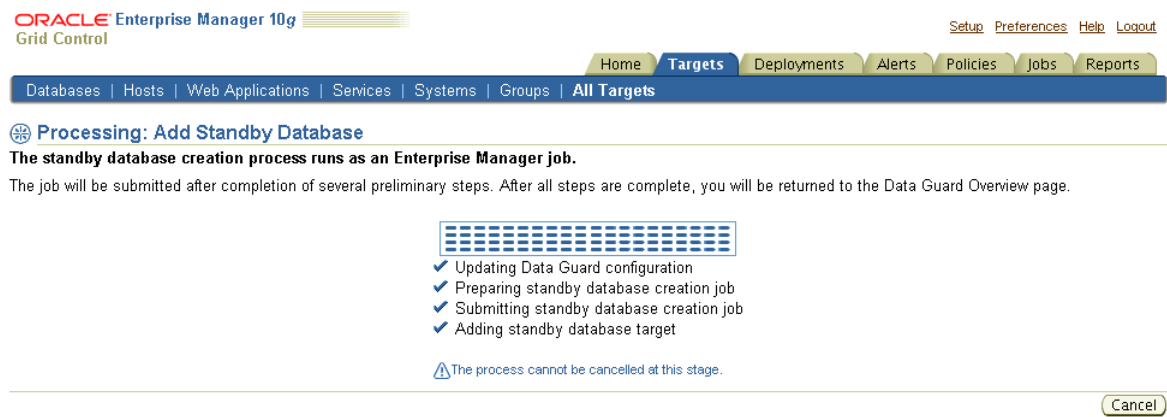 ORACLE Enterprise Manager 10g
Grid Control
Setup Preferences Help Logout
Home Targets Deployments Alerts Policies Jobs Reports
Databases | Hosts | Web Applications | Services | Systems | Groups | All Targets
Processing: Add Standby Database
The standby database creation process runs as an Enterprise Manager job.
The job will be submitted after completion of several preliminary steps. After all steps are complete, you will be returned to the Data Guard Overview page.
Updating Data Guard configuration
Preparing standby database creation job
Submitting standby database creation job
Adding standby database target
The process cannot be cancelled at this stage.
Cancel